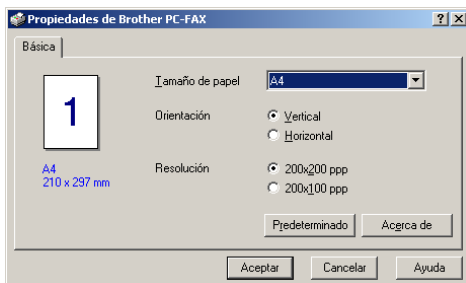 Propiedades de Brother PC-FAX
Básica
Tamaño de papel A4
1
Orientación Vertical
Horizontal
A4
210 x 297 mm
Resolución 200x200 ppp
200x100 ppp
Predeterminado Acerca de
Aceptar Cancelar Ayuda